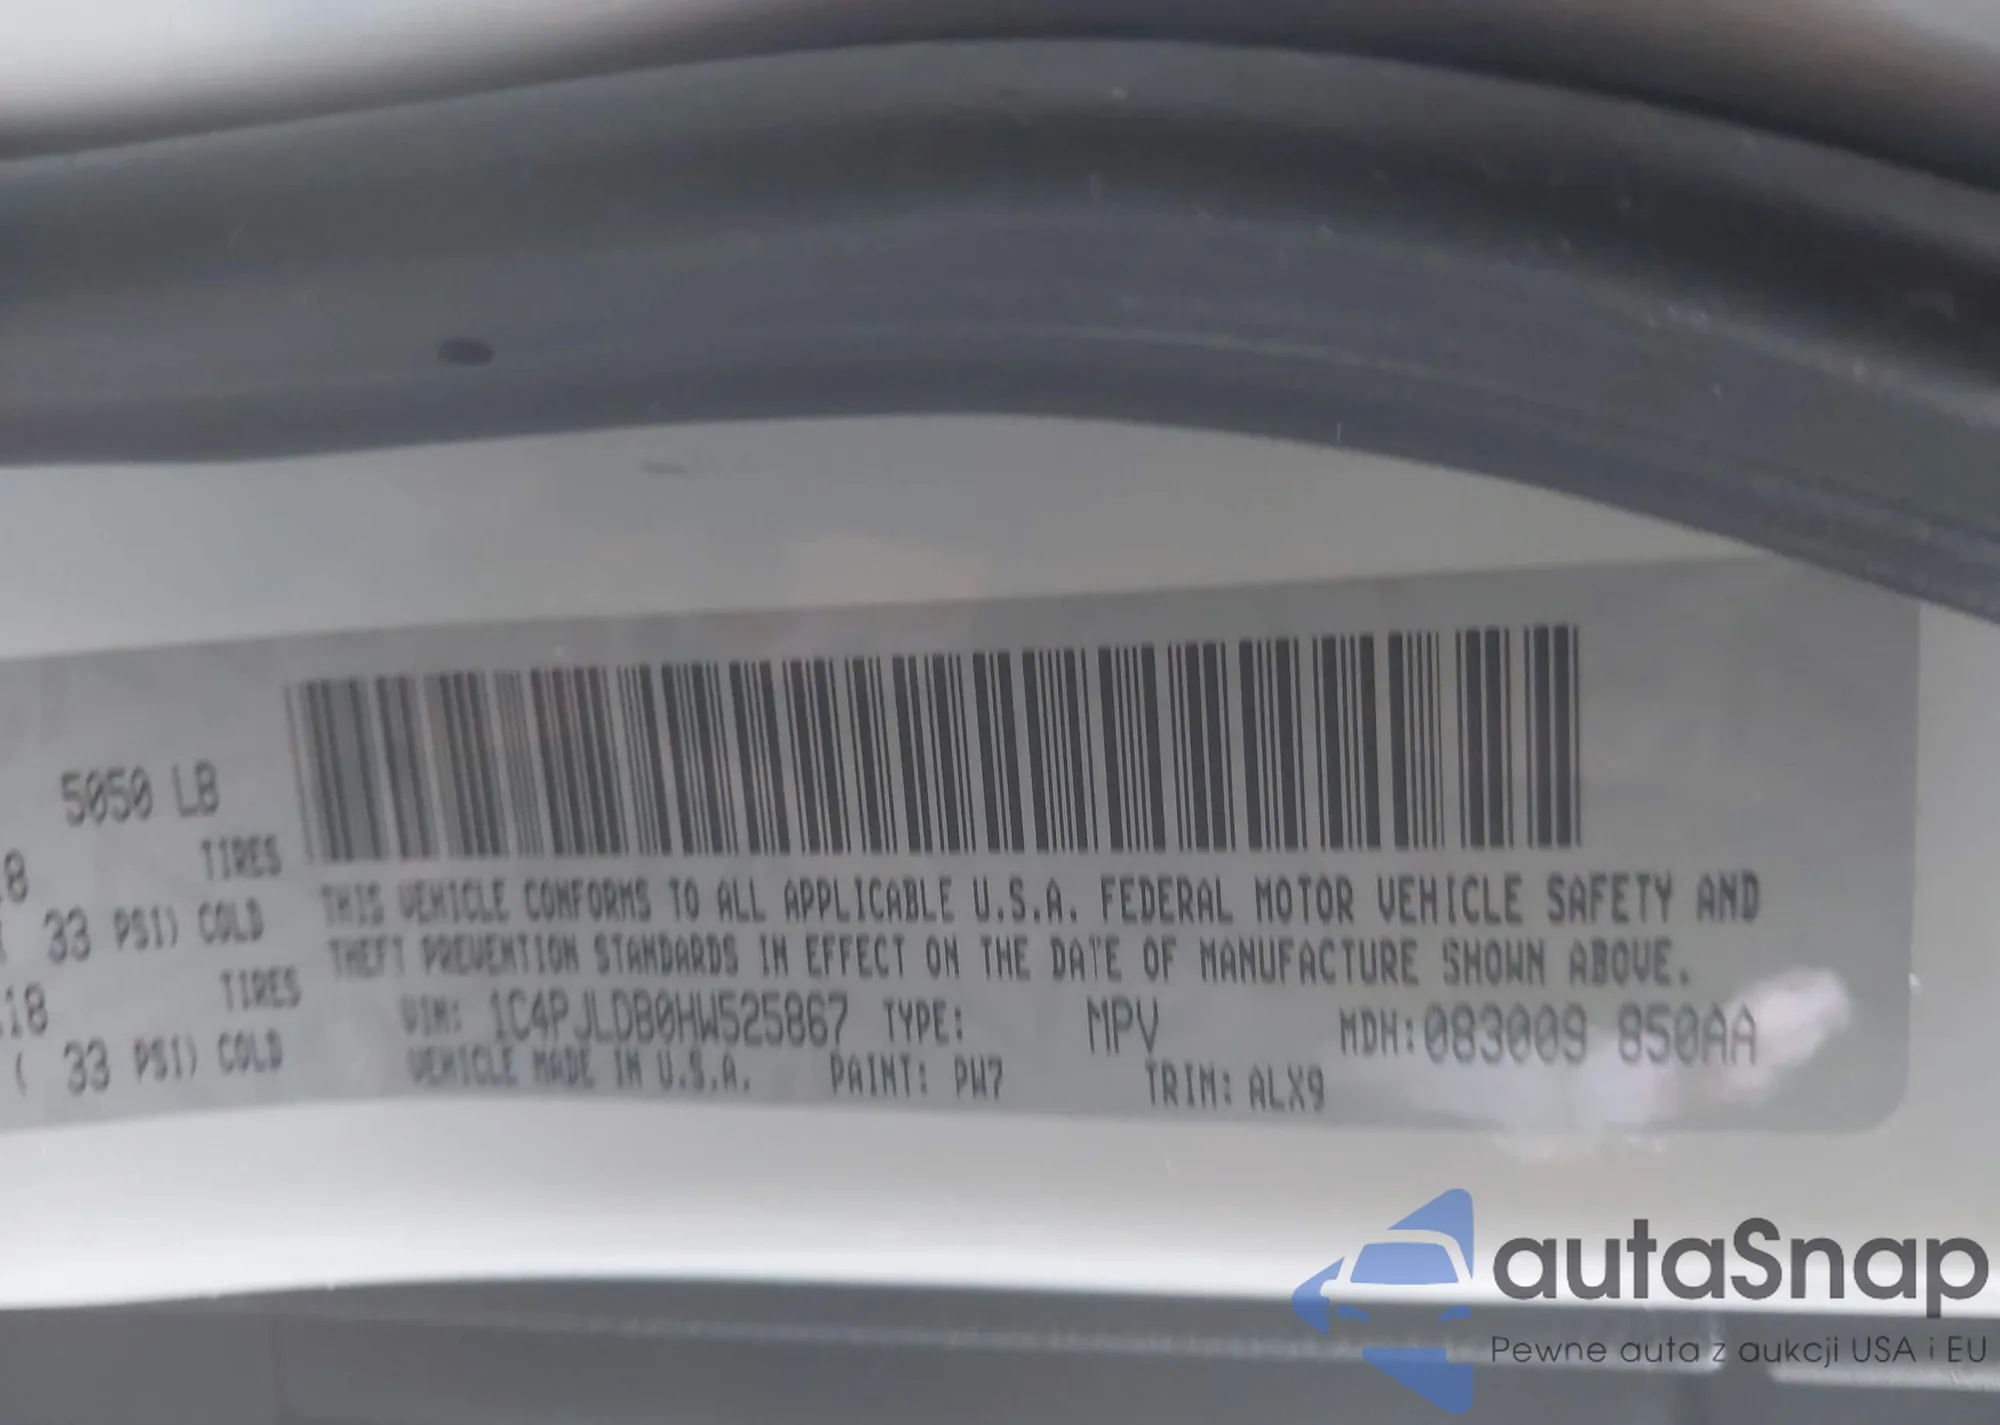 5050 LB
18 TIRES
( 33 PSI) COLD
18 TIRES
( 33 PSI) COLD
THIS VEHICLE CONFORMS TO ALL APPLICABLE U.S.A. FEDERAL MOTOR VEHICLE SAFETY AND
THEFT PREVENTION STANDARDS IN EFFECT ON THE DATE OF MANUFACTURE SHOWN ABOVE.
VIN: 1C4PJLDB0HW525867 TYPE: MPV MDH:083009 850AA
VEHICLE MADE IN U.S.A. PAINT: PW7 TRIM: ALX9
autaSnap
Pewne auta z aukcji USA i EU